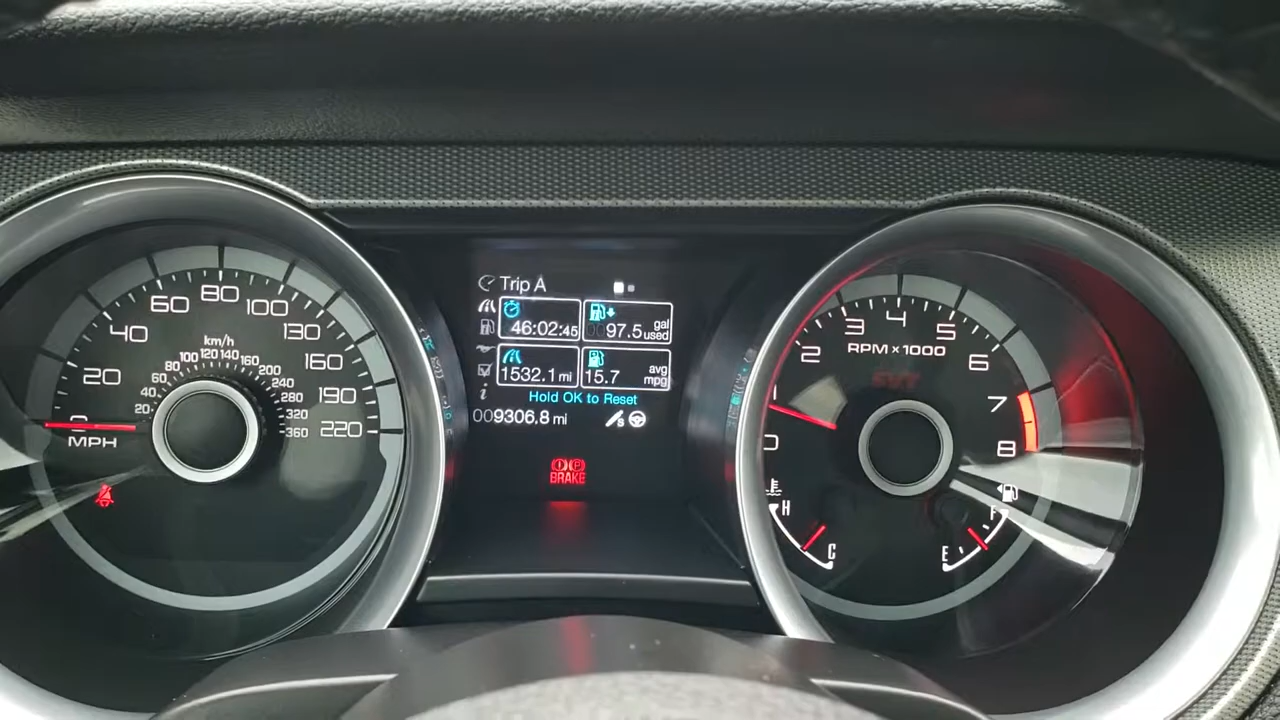 20
40
60
80
100
130
160
190
220
MPH
km/h
20
40
60
80
100
120
140
160
200
240
280
320
360
Trip A
46:02:45
97.5 gal used
1532.1 mi
15.7 avg mpg
Hold OK to Reset
i
009306.8 mi
S
P
BRAKE
0
1
2
3
4
5
6
7
8
RPM x 1000
SVT
H
C
F
E